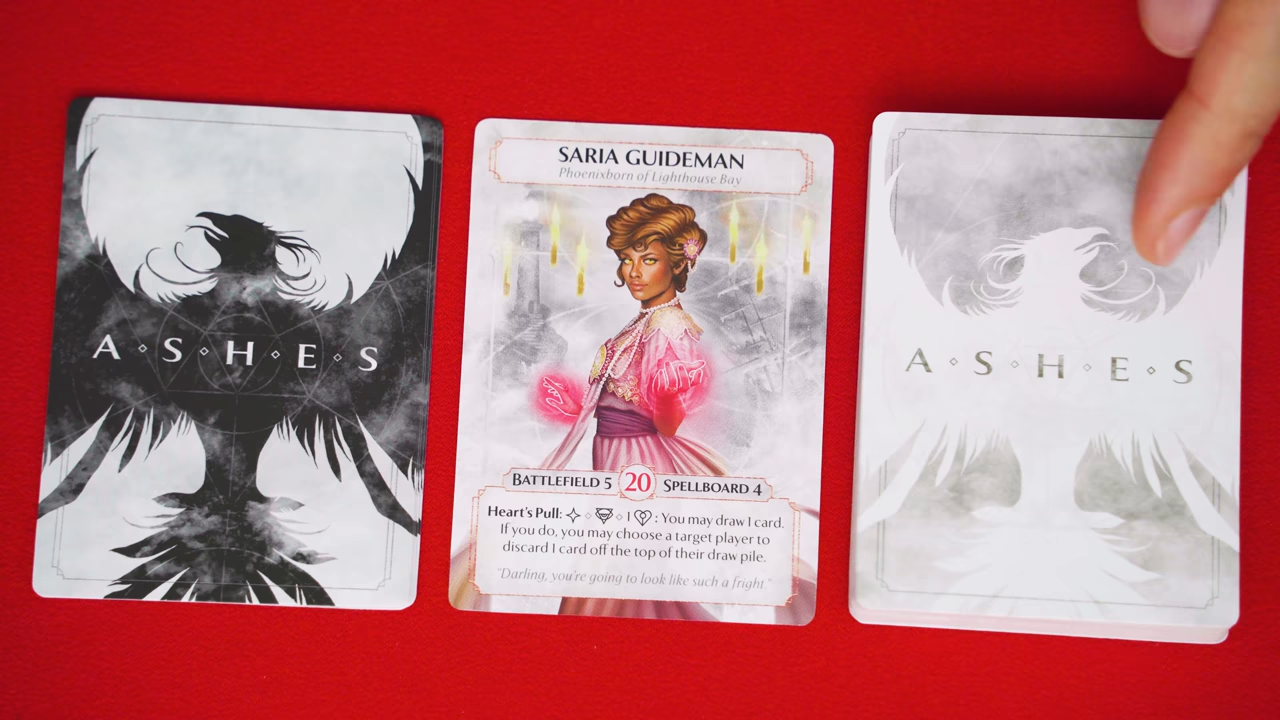 A·S·H·E·S
SARIA GUIDEMAN
Phoenixborn of Lighthouse Bay
BATTLEFIELD 5 20 SPELLBOARD 4
Heart's Pull: 1 : You may draw 1 card.
If you do, you may choose a target player to
discard 1 card off the top of their draw pile.
"Darling, you're going to look like such a fright."
A·S·H·E·S